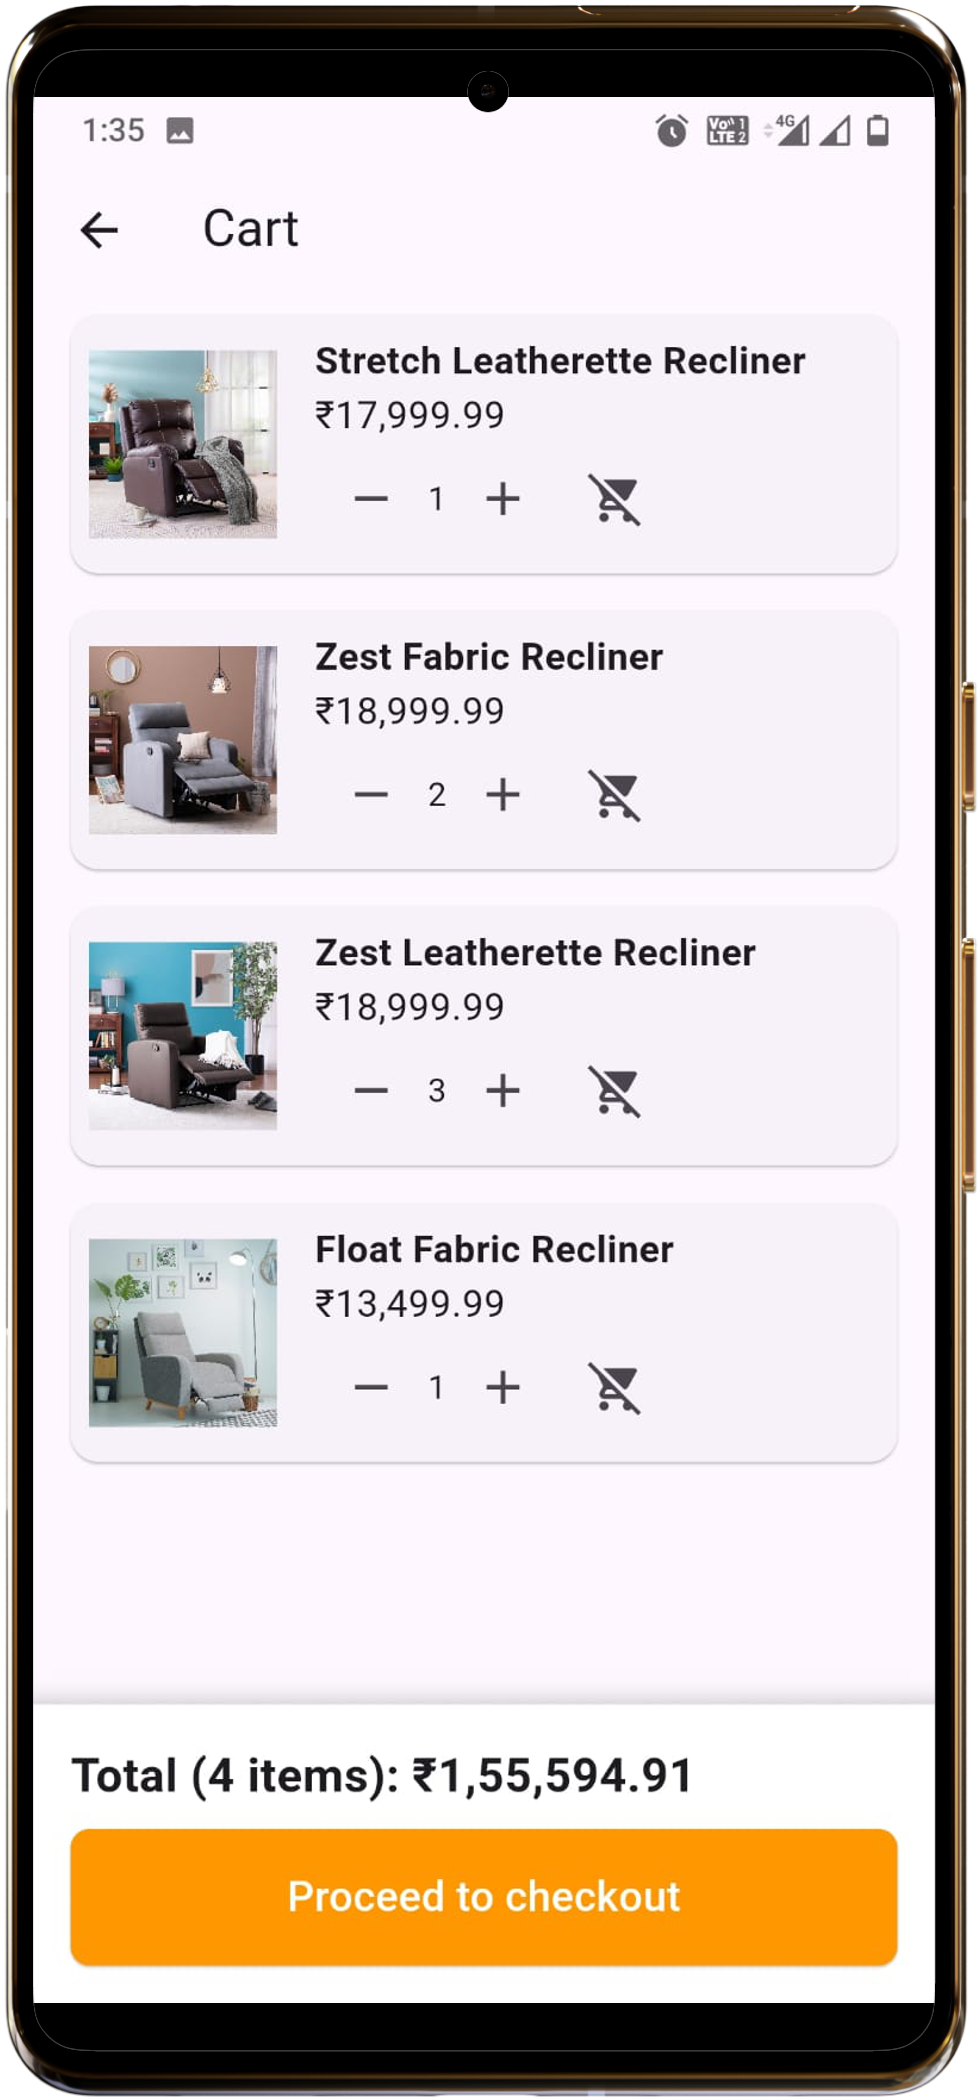 1:35
Vo)) 1
LTE 2
4G
Cart
Stretch Leatherette Recliner
₹17,999.99
— 1 +
Zest Fabric Recliner
₹18,999.99
— 2 +
Zest Leatherette Recliner
₹18,999.99
— 3 +
Float Fabric Recliner
₹13,499.99
— 1 +
Total (4 items): ₹1,55,594.91
Proceed to checkout